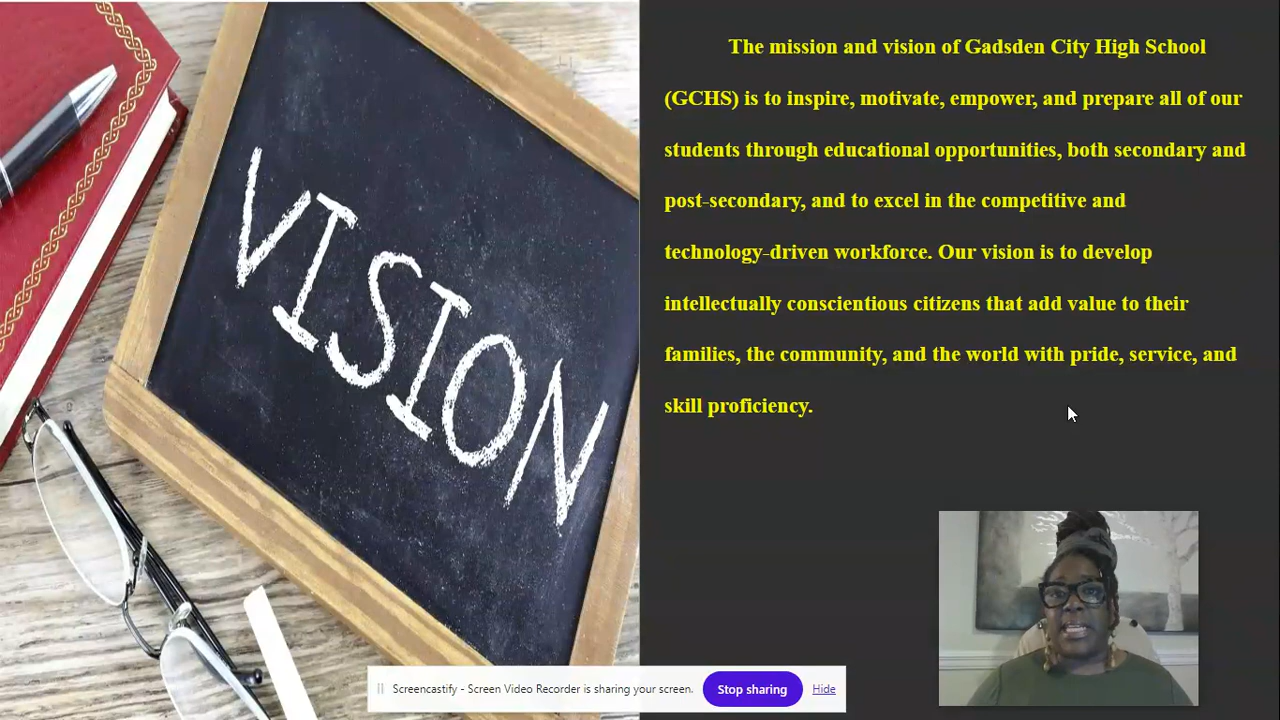 VISION
The mission and vision of Gadsden City High School
(GCHS) is to inspire, motivate, empower, and prepare all of our
students through educational opportunities, both secondary and
post-secondary, and to excel in the competitive and
technology-driven workforce. Our vision is to develop
intellectually conscientious citizens that add value to their
families, the community, and the world with pride, service, and
skill proficiency.
Screencastify - Screen Video Recorder is sharing your screen.
Stop sharing
Hide